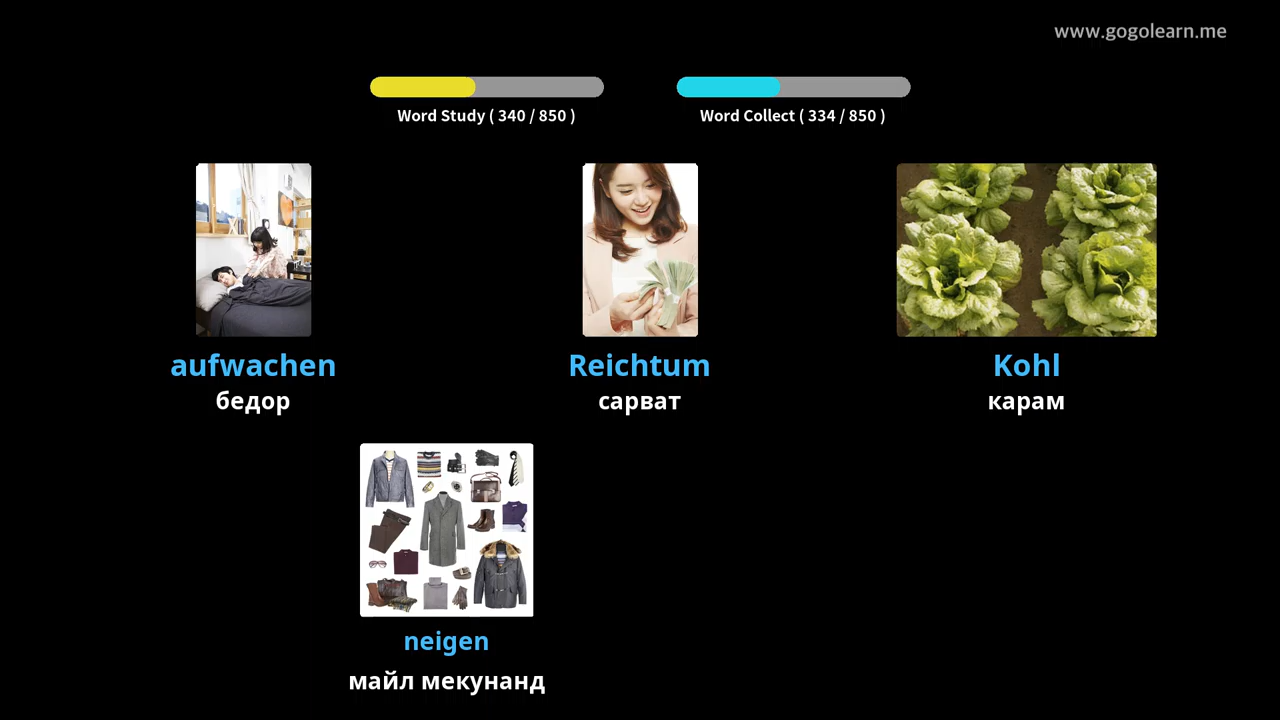 www.gogolearn.me
Word Study ( 340 / 850 )
Word Collect ( 334 / 850 )
aufwachen
бедор
Reichtum
сарват
Kohl
карам
neigen
майл мекунанд